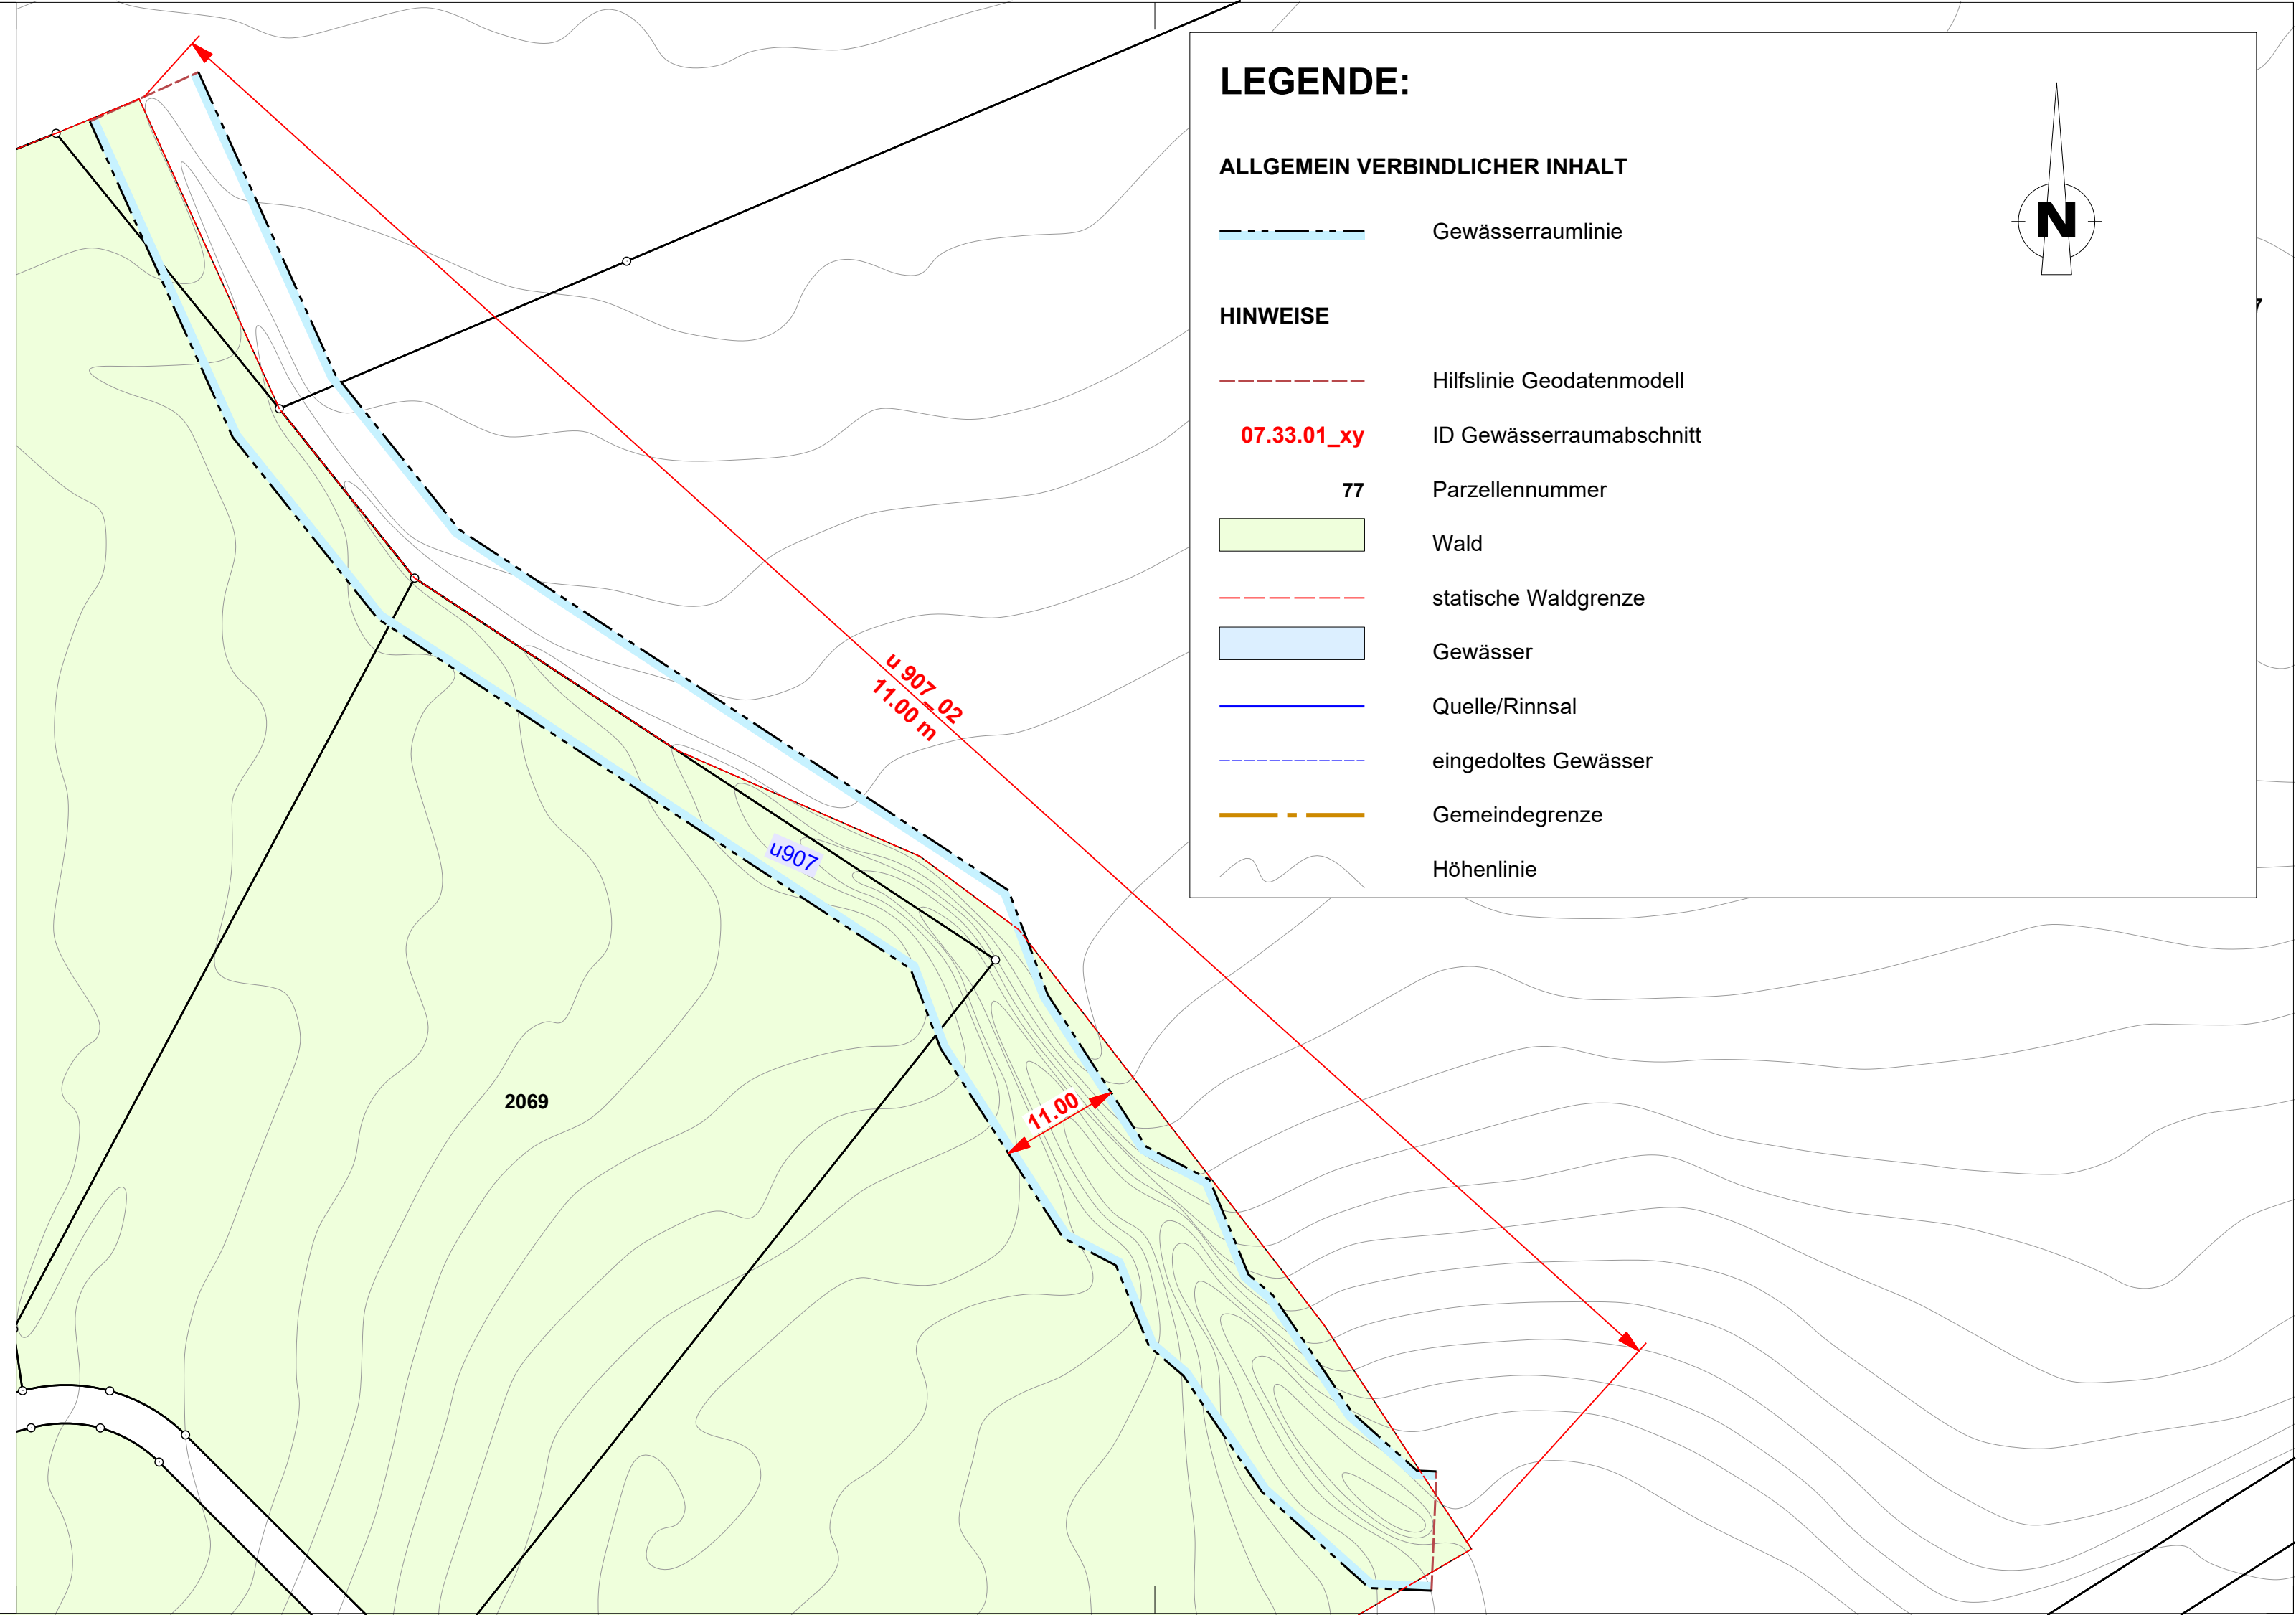 LEGENDE:
ALLGEMEIN VERBINDLICHER INHALT
Gewässerraumlinie
HINWEISE
Hilfslinie Geodatenmodell
07.33.01_xy ID Gewässerraumabschnitt
77 Parzellennummer
Wald
statische Waldgrenze
Gewässer
Quelle/Rinnsal
eingedoltes Gewässer
Gemeindegrenze
Höhenlinie
N
u 907_02
11.00 m
u907
11.00
2069